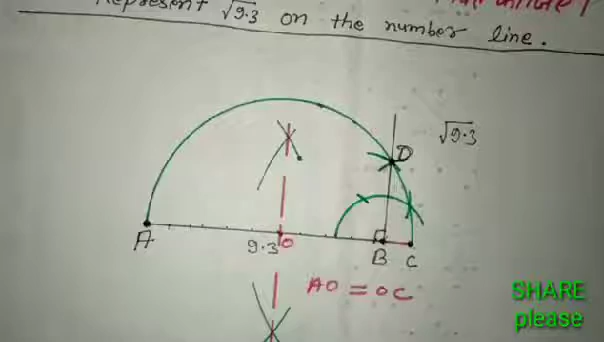 Represent √9.3 on the number line.
√9.3
D
A
9.3
O
B
C
AO = OC
SHARE
please